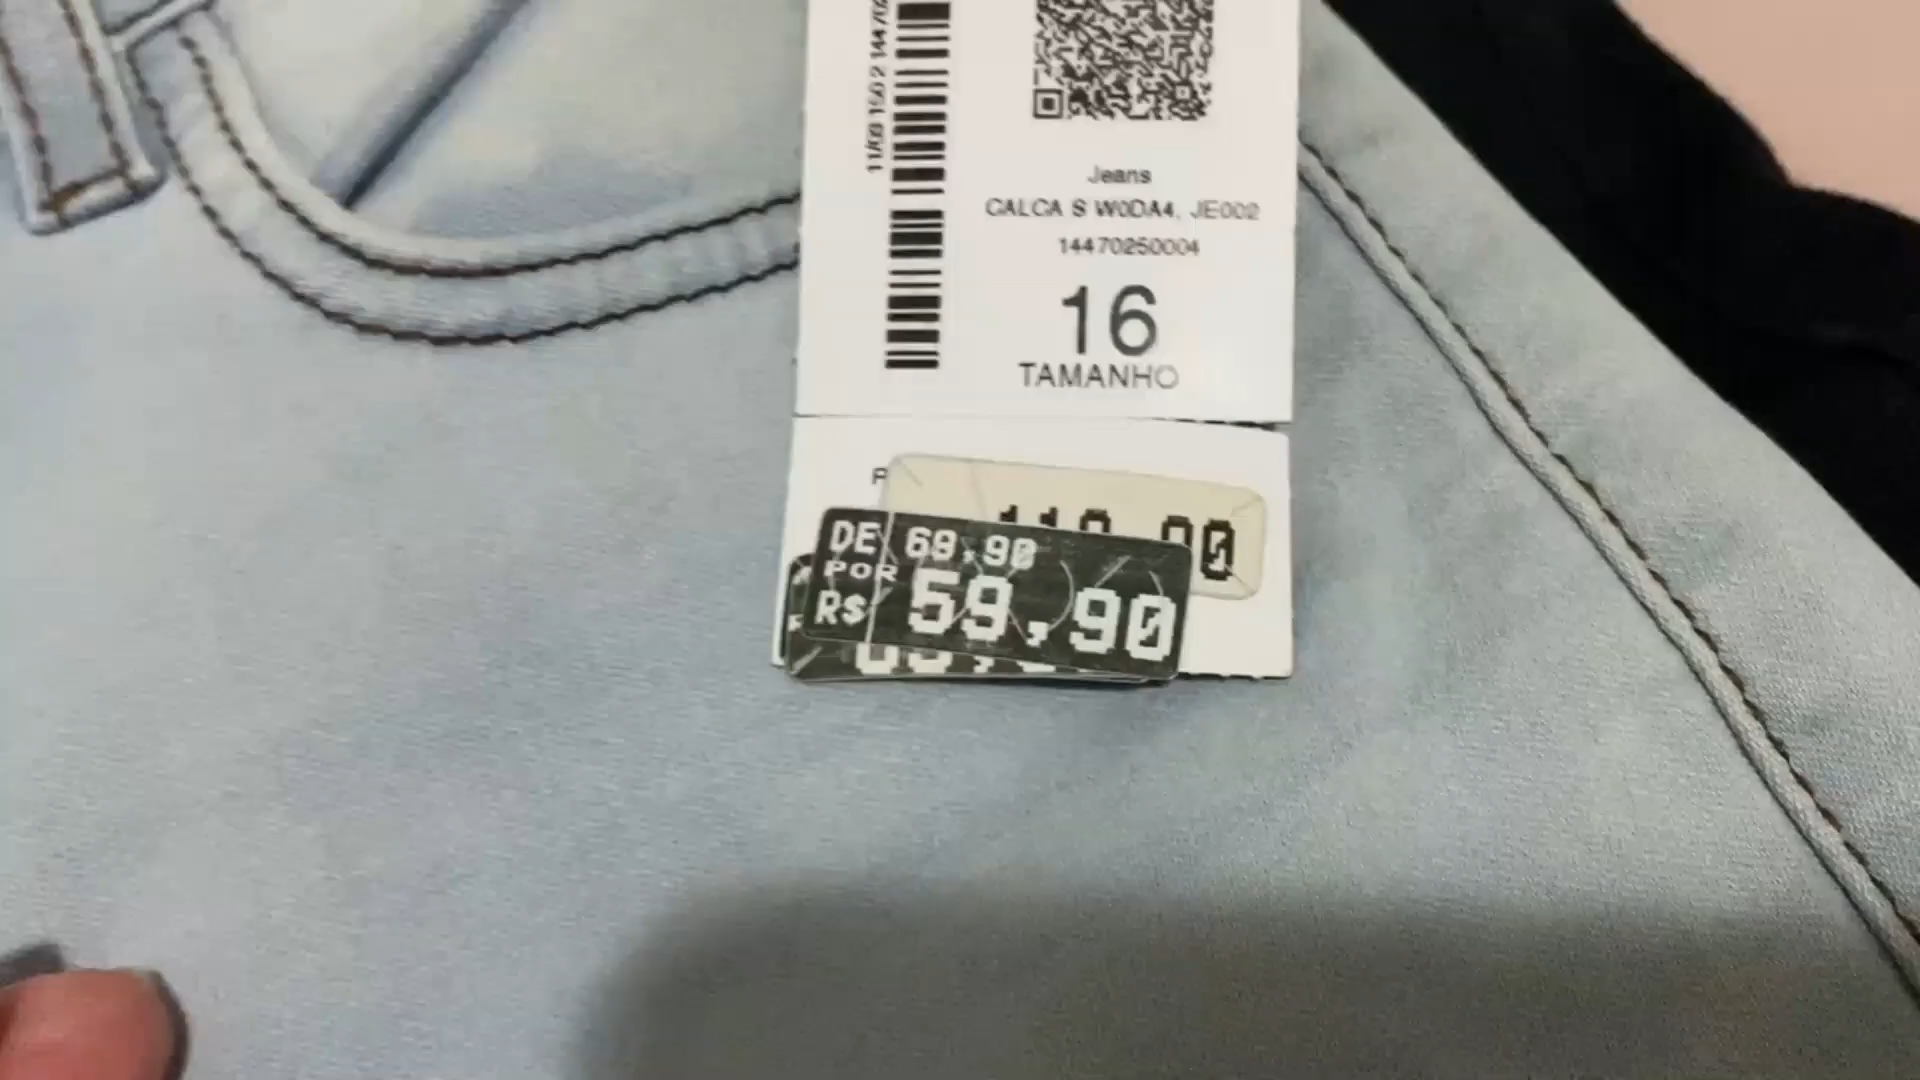 Jeans
CALCA S W0DA4, JE002
14470250004
16
TAMANHO
DE 69,90
POR
R$ 59,90